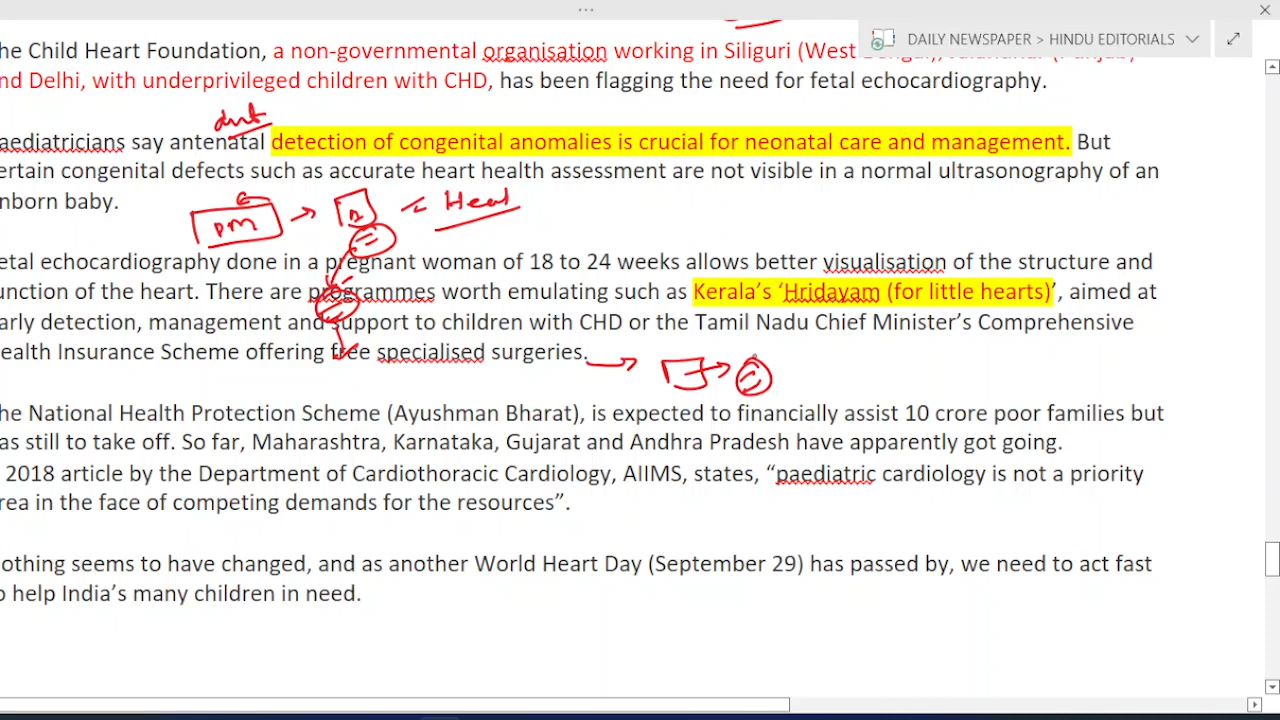 DAILY NEWSPAPER > HINDU EDITORIALS
he Child Heart Foundation, a non-governmental organisation working in Siliguri (West
nd Delhi, with underprivileged children with CHD, has been flagging the need for fetal echocardiography.
aediatricians say antenatal detection of congenital anomalies is crucial for neonatal care and management. But
ertain congenital defects such as accurate heart health assessment are not visible in a normal ultrasonography of an
nborn baby.
etal echocardiography done in a pregnant woman of 18 to 24 weeks allows better visualisation of the structure and
unction of the heart. There are programmes worth emulating such as Kerala's 'Hridayam (for little hearts)', aimed at
arly detection, management and support to children with CHD or the Tamil Nadu Chief Minister's Comprehensive
ealth Insurance Scheme offering free specialised surgeries.
he National Health Protection Scheme (Ayushman Bharat), is expected to financially assist 10 crore poor families but
as still to take off. So far, Maharashtra, Karnataka, Gujarat and Andhra Pradesh have apparently got going.
2018 article by the Department of Cardiothoracic Cardiology, AIIMS, states, "paediatric cardiology is not a priority
rea in the face of competing demands for the resources".
othing seems to have changed, and as another World Heart Day (September 29) has passed by, we need to act fast
o help India's many children in need.